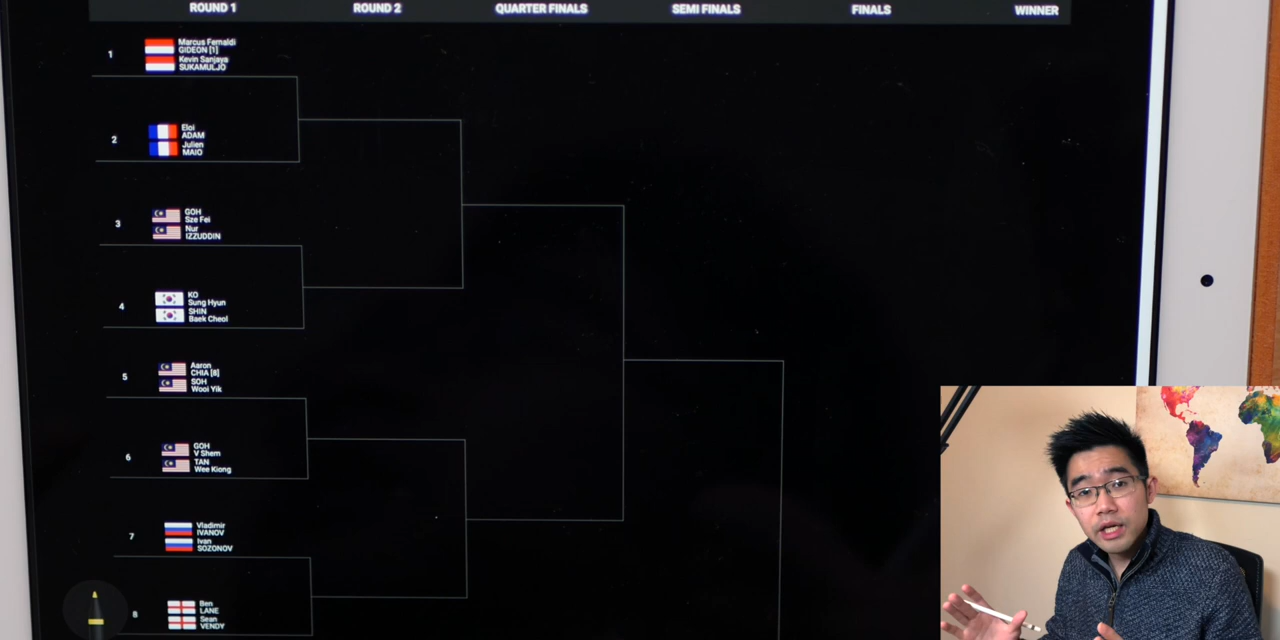 ROUND 1
ROUND 2
QUARTER FINALS
SEMI FINALS
FINALS
WINNER
1
Marcus Fernaldi
GIDEON [1]
Kevin Sanjaya
SUKAMULJO
2
Eloi
ADAM
Julien
MAIO
3
GOH
Sze Fei
Nur
IZZUDDIN
4
KO
Sung Hyun
SHIN
Baek Cheol
5
Aaron
CHIA [8]
SOH
Wooi Yik
6
GOH
V Shem
TAN
Wee Kiong
7
Vladimir
IVANOV
Ivan
SOZONOV
8
Ben
LANE
Sean
VENDY